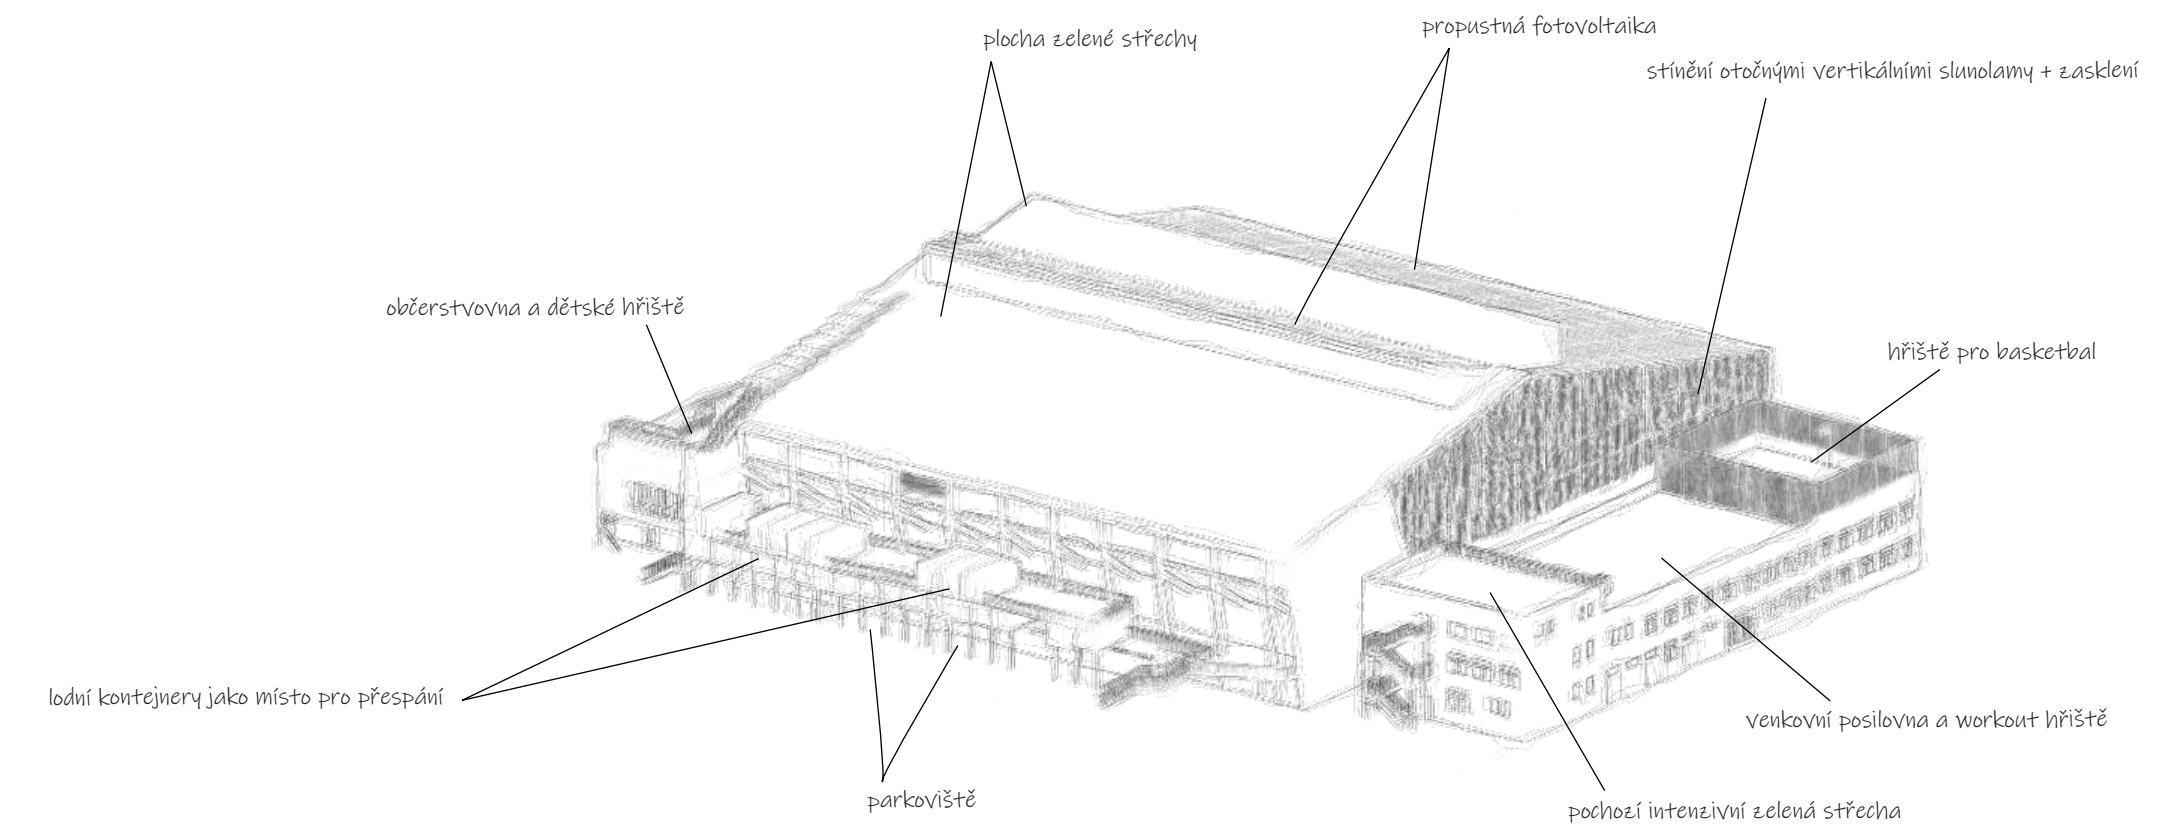 propustná fotovoltaika
plocha zelené střechy
stínění otočnými vertikálními slunolamy + zasklení
občerstvovna a dětské hřiště
hřiště pro basketbal
lodní kontejnery jako místo pro přespání
venkovní posilovna a workout hřiště
parkoviště
pochozí intenzivní zelená střecha